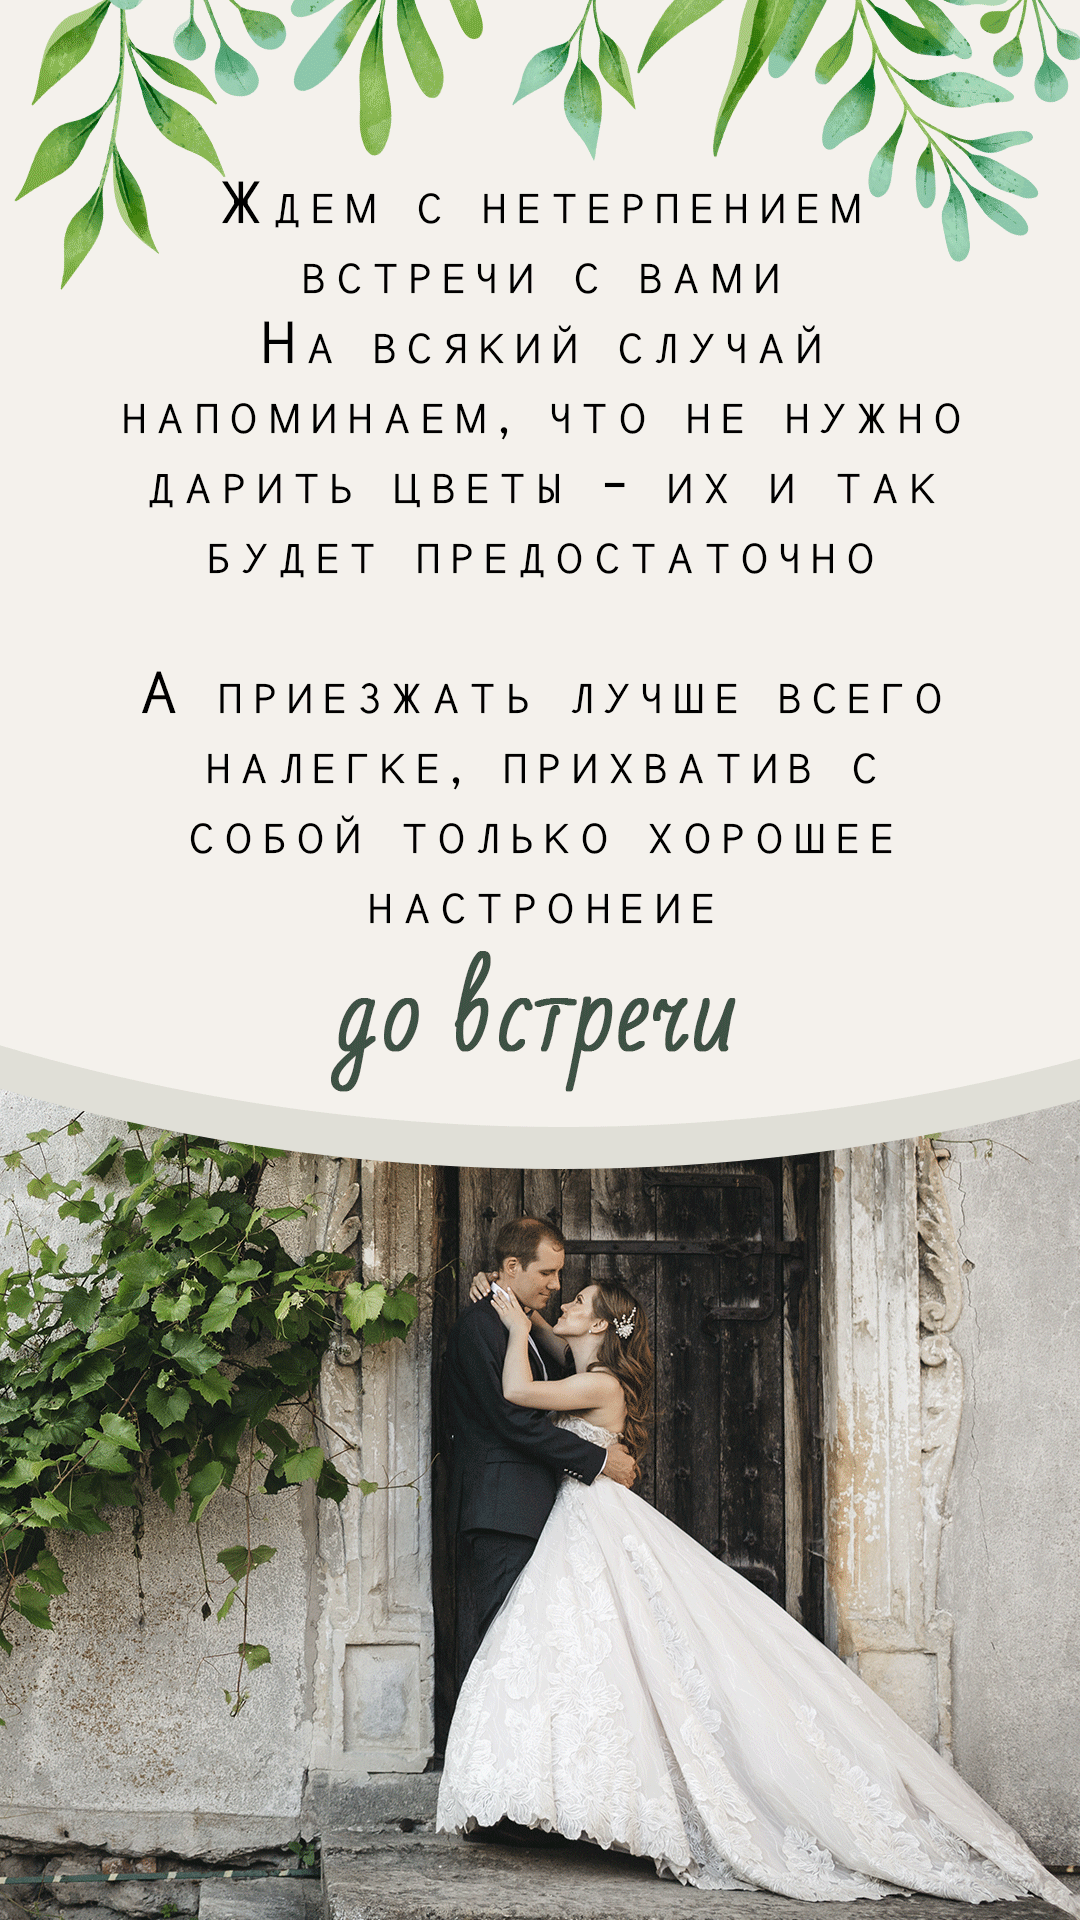 Ждем с нетерпением
встречи с вами
На всякий случай
напоминаем, что не нужно
дарить цветы - их и так
будет предостаточно
А приезжать лучше всего
налегке, прихватив с
собой только хорошее
настронеие
до встречи